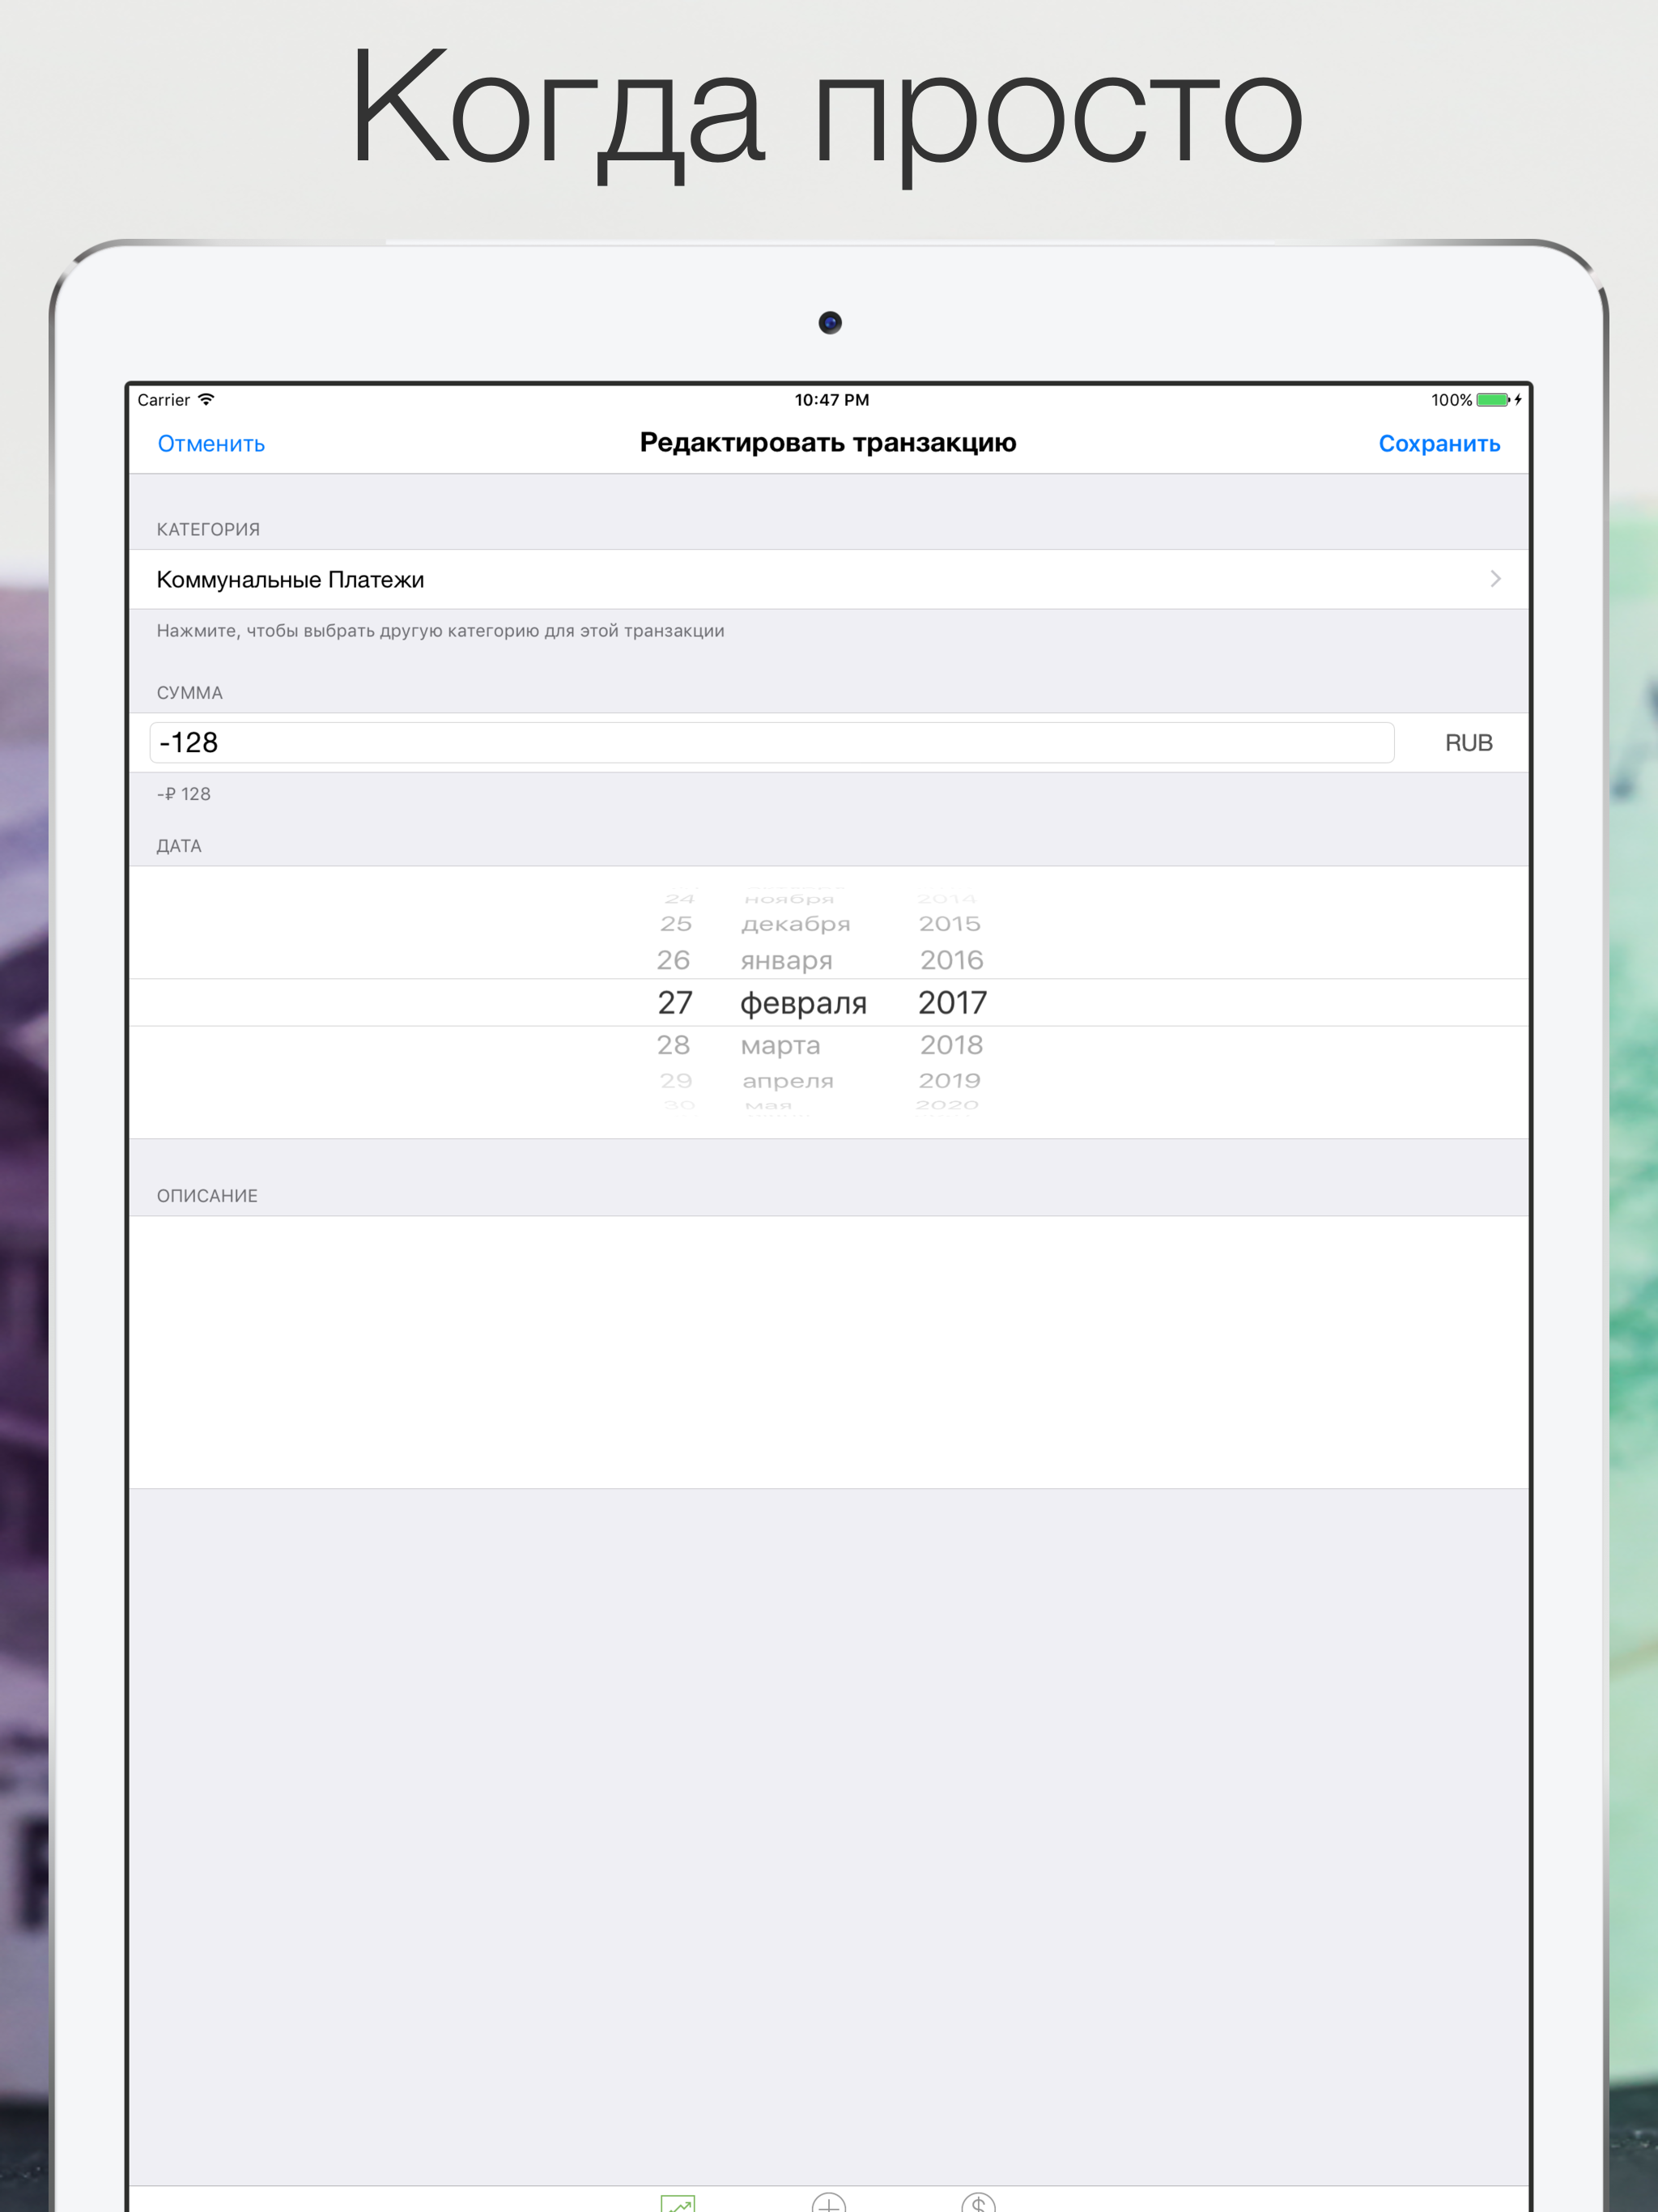 Когда просто
Carrier 10:47 PM 100%
Отменить Редактировать транзакцию Сохранить
КАТЕГОРИЯ
Коммунальные Платежи
Нажмите, чтобы выбрать другую категорию для этой транзакции
СУММА
-128 RUB
-₽ 128
ДАТА
24 ноября 2014
25 декабря 2015
26 января 2016
27 февраля 2017
28 марта 2018
29 апреля 2019
30 мая 2020
ОПИСАНИЕ